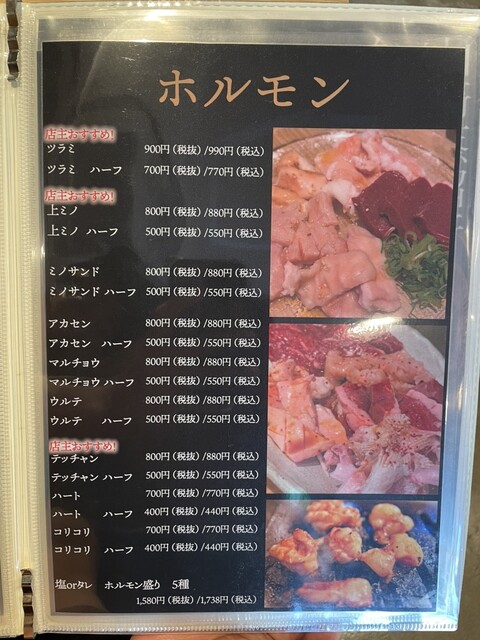 ホルモン
店主おすすめ!
ツラミ 900円(税抜)/990円(税込)
ツラミ ハーフ 700円(税抜)/770円(税込)
店主おすすめ!
上ミノ 800円(税抜)/880円(税込)
上ミノ ハーフ 500円(税抜)/550円(税込)
ミノサンド 800円(税抜)/880円(税込)
ミノサンド ハーフ 500円(税抜)/550円(税込)
アカセン 800円(税抜)/880円(税込)
アカセン ハーフ 500円(税抜)/550円(税込)
マルチョウ 800円(税抜)/880円(税込)
マルチョウ ハーフ 500円(税抜)/550円(税込)
ウルテ 800円(税抜)/880円(税込)
ウルテ ハーフ 500円(税抜)/550円(税込)
店主おすすめ!
テッチャン 800円(税抜)/880円(税込)
テッチャン ハーフ 500円(税抜)/550円(税込)
ハート 700円(税抜)/770円(税込)
ハート ハーフ 400円(税抜)/440円(税込)
コリコリ 700円(税抜)/770円(税込)
コリコリ ハーフ 400円(税抜)/440円(税込)
塩orタレ ホルモン盛り 5種
1,580円(税抜)/1,738円(税込)